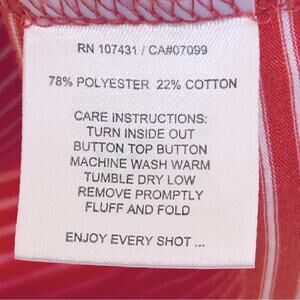 RN 107431 / CA#07099
78% POLYESTER 22% COTTON
CARE INSTRUCTIONS:
TURN INSIDE OUT
BUTTON TOP BUTTON
MACHINE WASH WARM
TUMBLE DRY LOW
REMOVE PROMPTLY
FLUFF AND FOLD
ENJOY EVERY SHOT ...